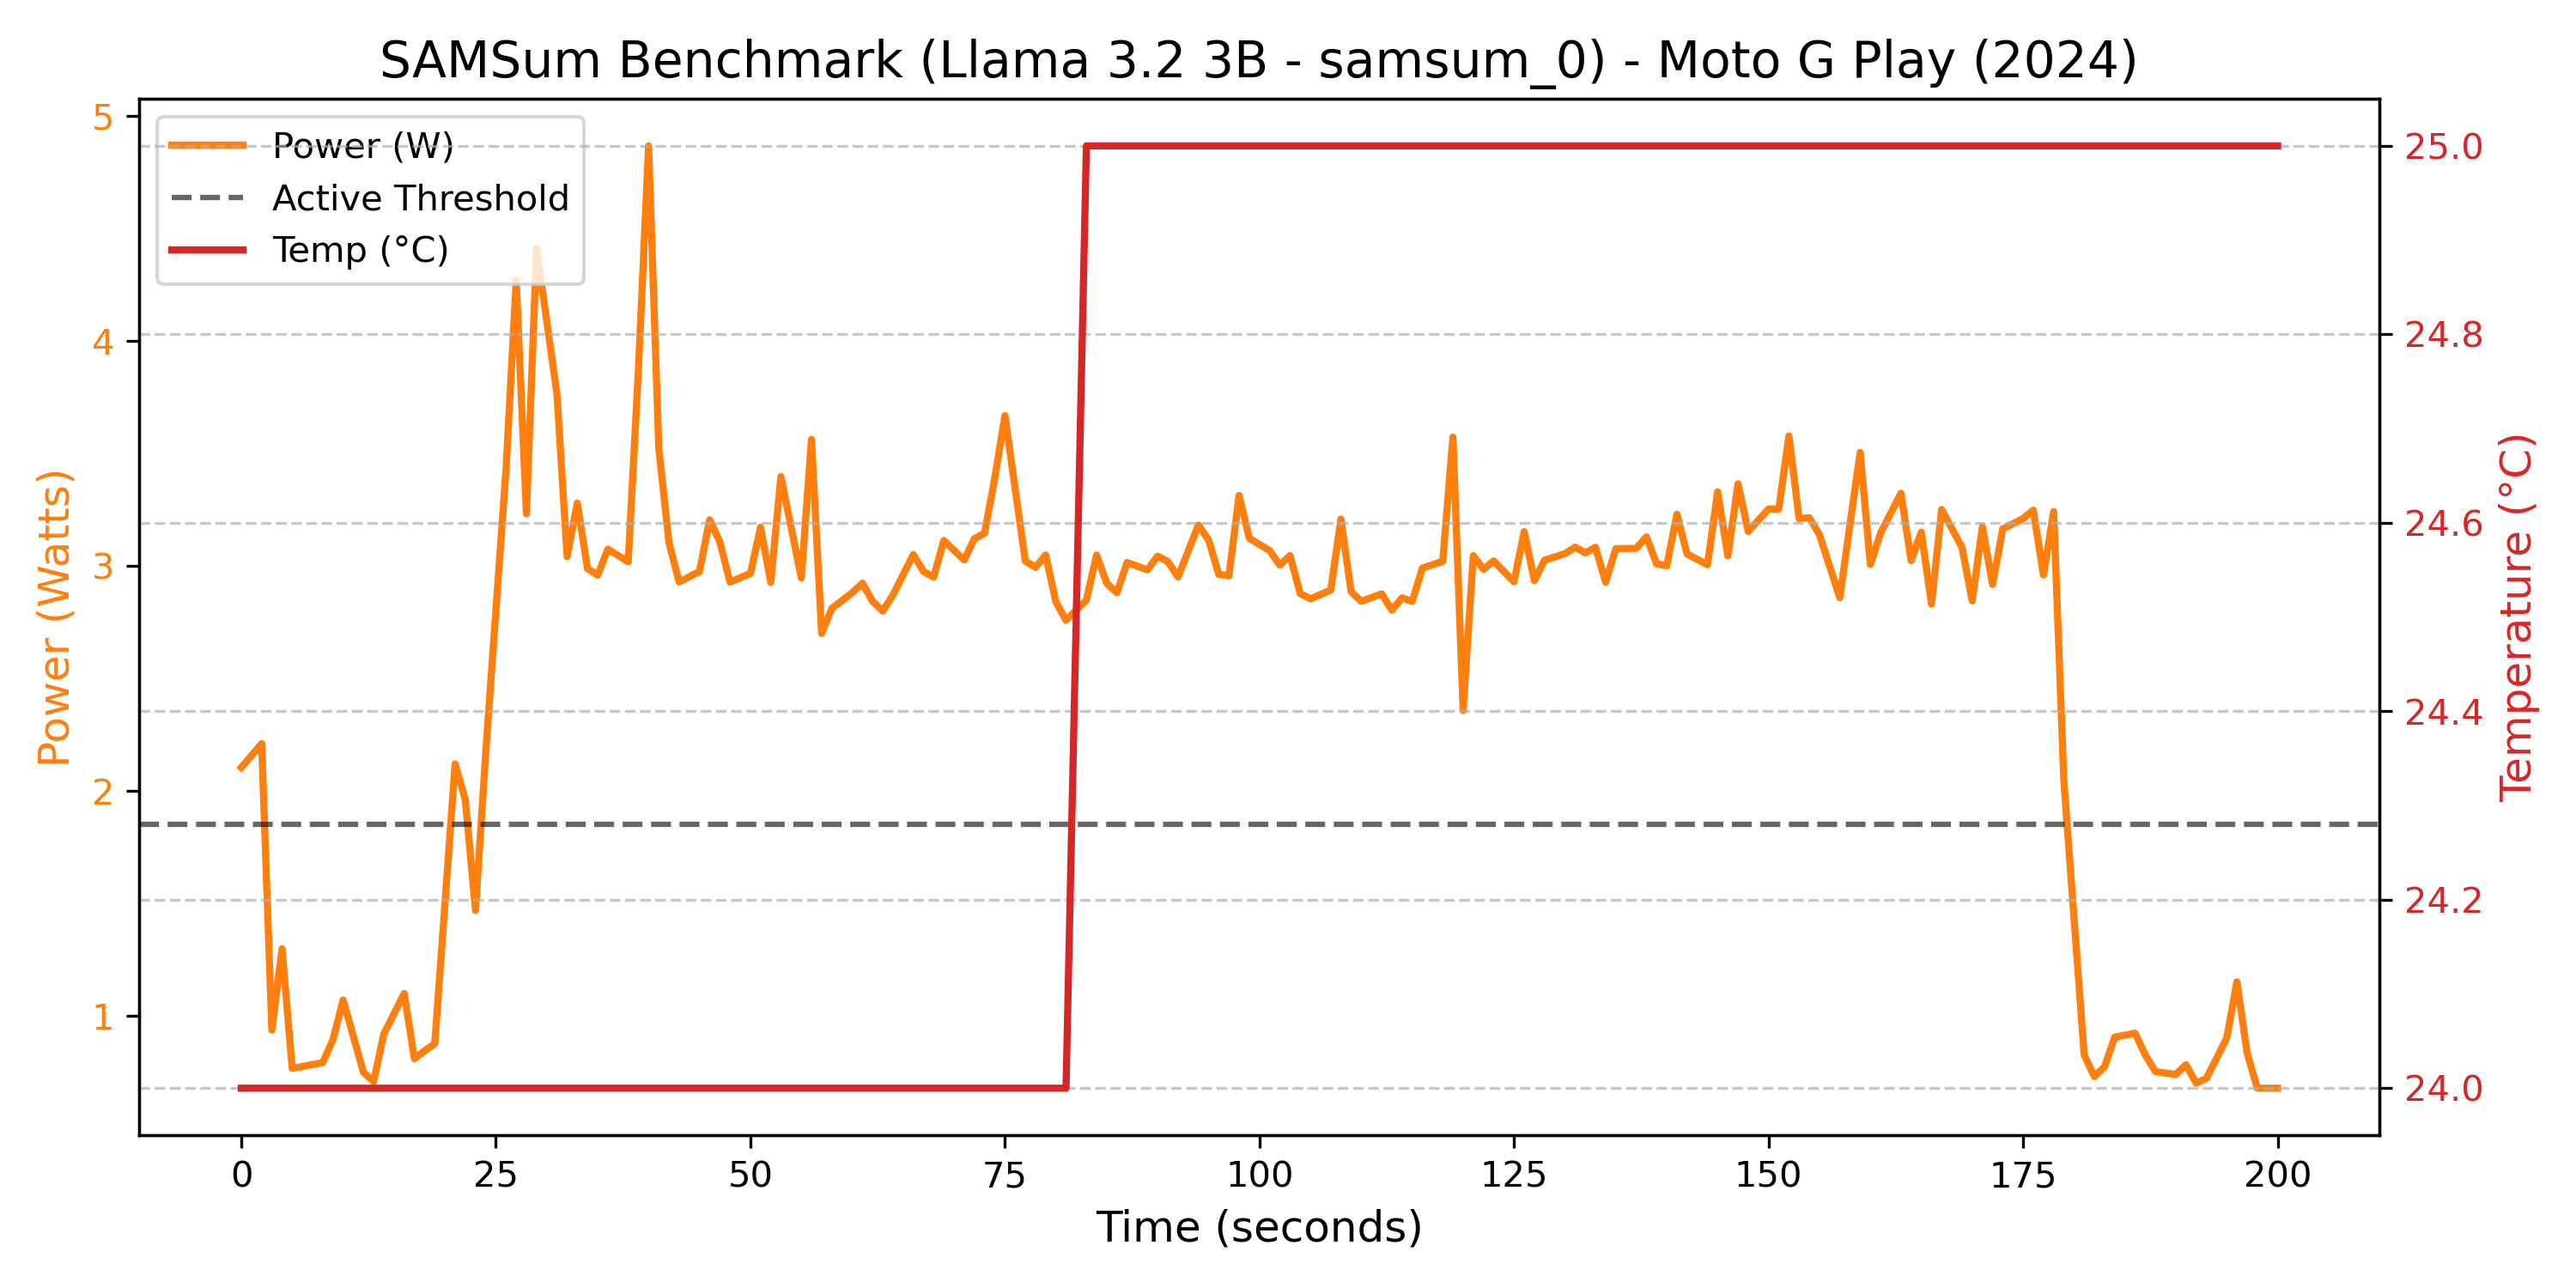 SAMSum Benchmark (Llama 3.2 3B - samsum_0) - Moto G Play (2024)
Power (W)
Active Threshold
Temp (°C)
5
4
3
2
1
Power (Watts)
25.0
24.8
24.6
24.4
24.2
24.0
Temperature (°C)
0 25 50 75 100 125 150 175 200
Time (seconds)